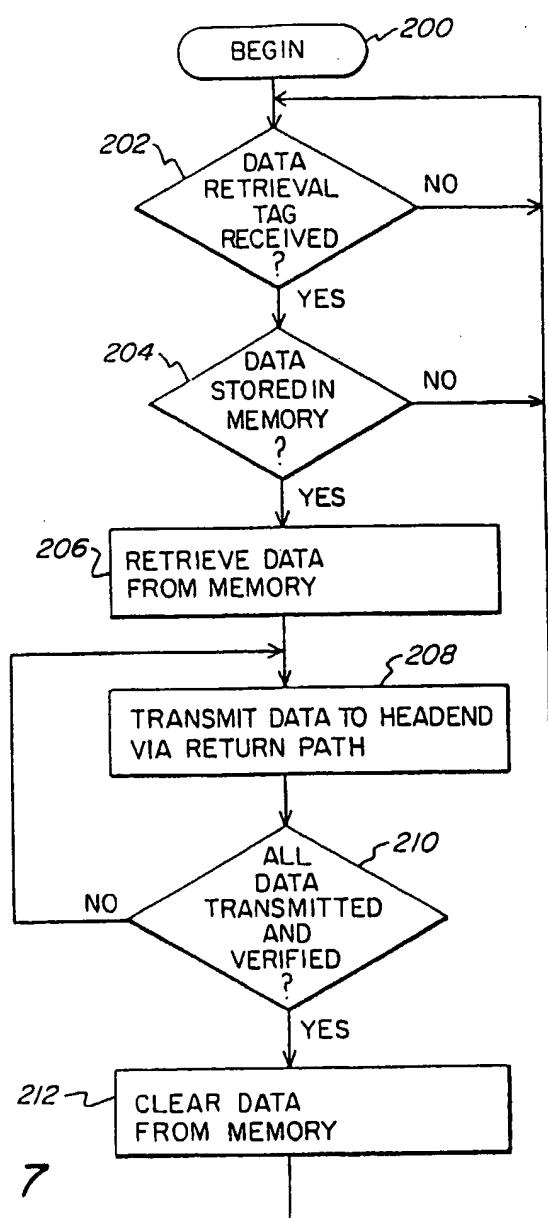 200
BEGIN
202
DATA
RETRIEVAL
TAG
RECEIVED
?
NO
YES
204
DATA
STORED IN
MEMORY
?
NO
YES
206
RETRIEVE DATA
FROM MEMORY
208
TRANSMIT DATA TO HEADEND
VIA RETURN PATH
210
ALL
DATA
TRANSMITTED
AND
VERIFIED
?
NO
YES
212
CLEAR DATA
FROM MEMORY
7